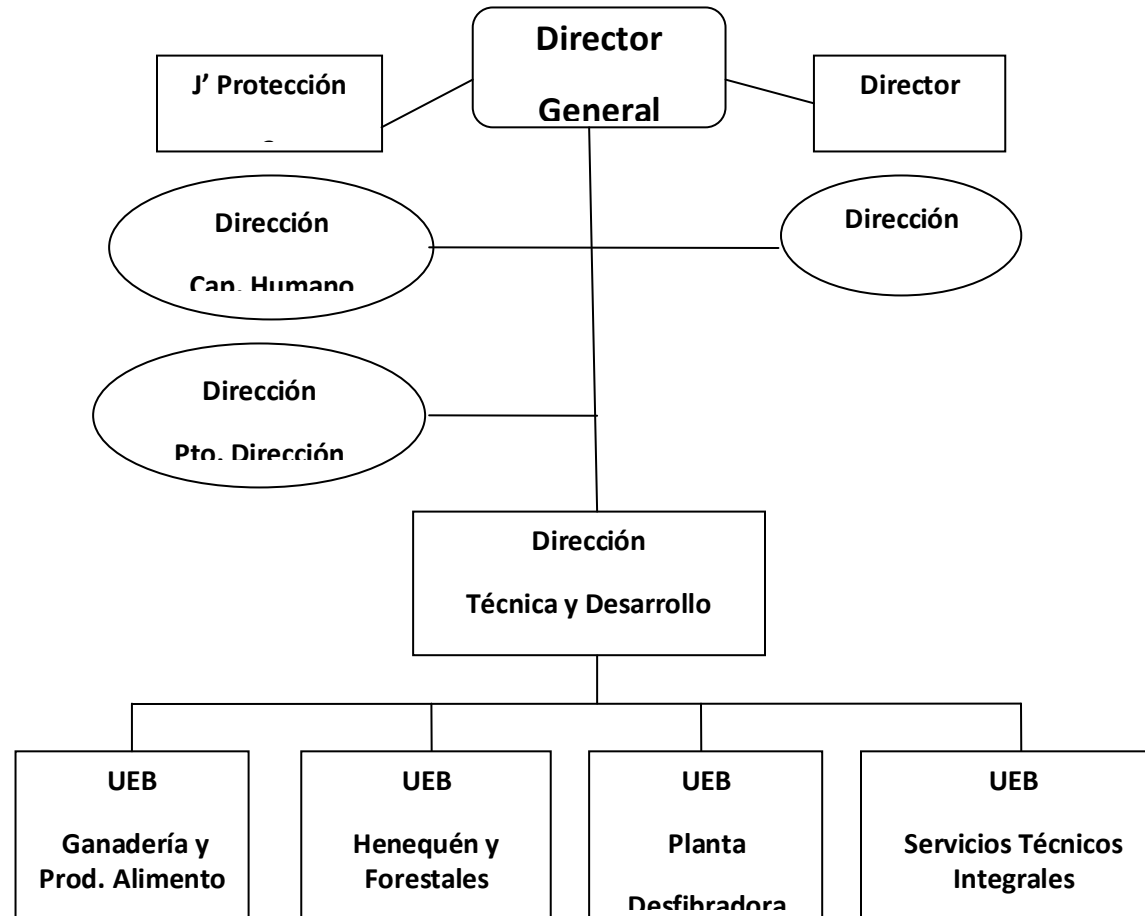 Director
General
J’ Protección
Director
Dirección
Cap. Humano
Dirección
Dirección
Pto. Dirección
Dirección
Técnica y Desarrollo
UEB
Ganadería y
Prod. Alimento
UEB
Henequén y
Forestales
UEB
Planta
Desfibradora
UEB
Servicios Técnicos
Integrales